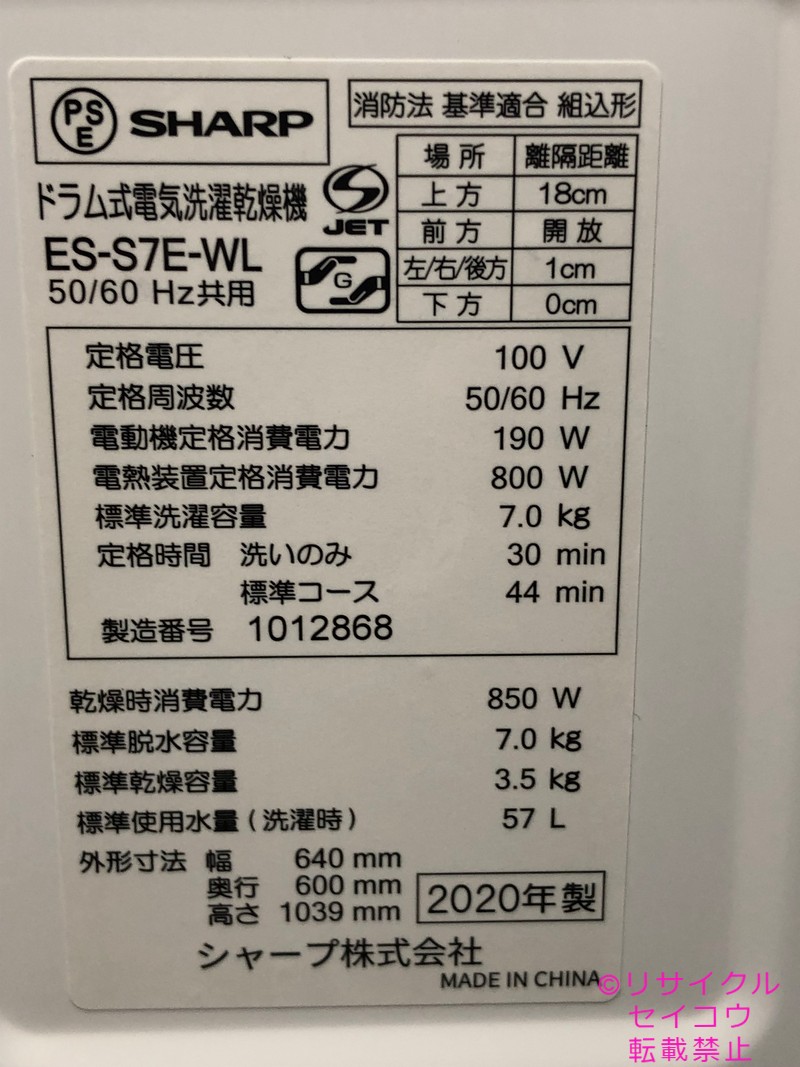 PSE SHARP
消防法 基準適合 組込形
ドラム式電気洗濯乾燥機
ES-S7E-WL
50/60 Hz共用
JET
G
場所 離隔距離
上方 18cm
前方 開放
左/右/後方 1cm
下方 0cm
定格電圧 100 V
定格周波数 50/60 Hz
電動機定格消費電力 190 W
電熱装置定格消費電力 800 W
標準洗濯容量 7.0 kg
定格時間 洗いのみ 30 min
標準コース 44 min
製造番号 1012868
乾燥時消費電力 850 W
標準脱水容量 7.0 kg
標準乾燥容量 3.5 kg
標準使用水量(洗濯時) 57 L
外形寸法 幅 640 mm
奥行 600 mm
高さ 1039 mm
2020年製
シャープ株式会社
MADE IN CHINA
©リサイクル
セイコウ
転載禁止